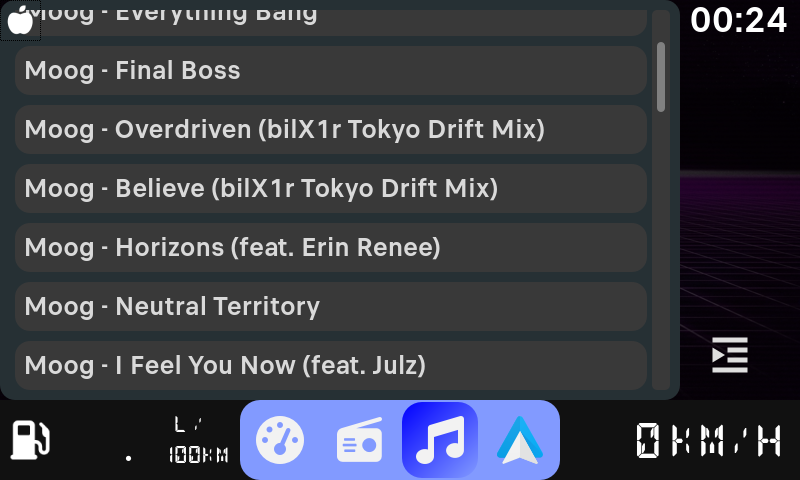 Moog - Everything Bang
00:24
Moog - Final Boss
Moog - Overdriven (bilX1r Tokyo Drift Mix)
Moog - Believe (bilX1r Tokyo Drift Mix)
Moog - Horizons (feat. Erin Renee)
Moog - Neutral Territory
Moog - I Feel You Now (feat. Julz)
. L/
100KM
0KM/H